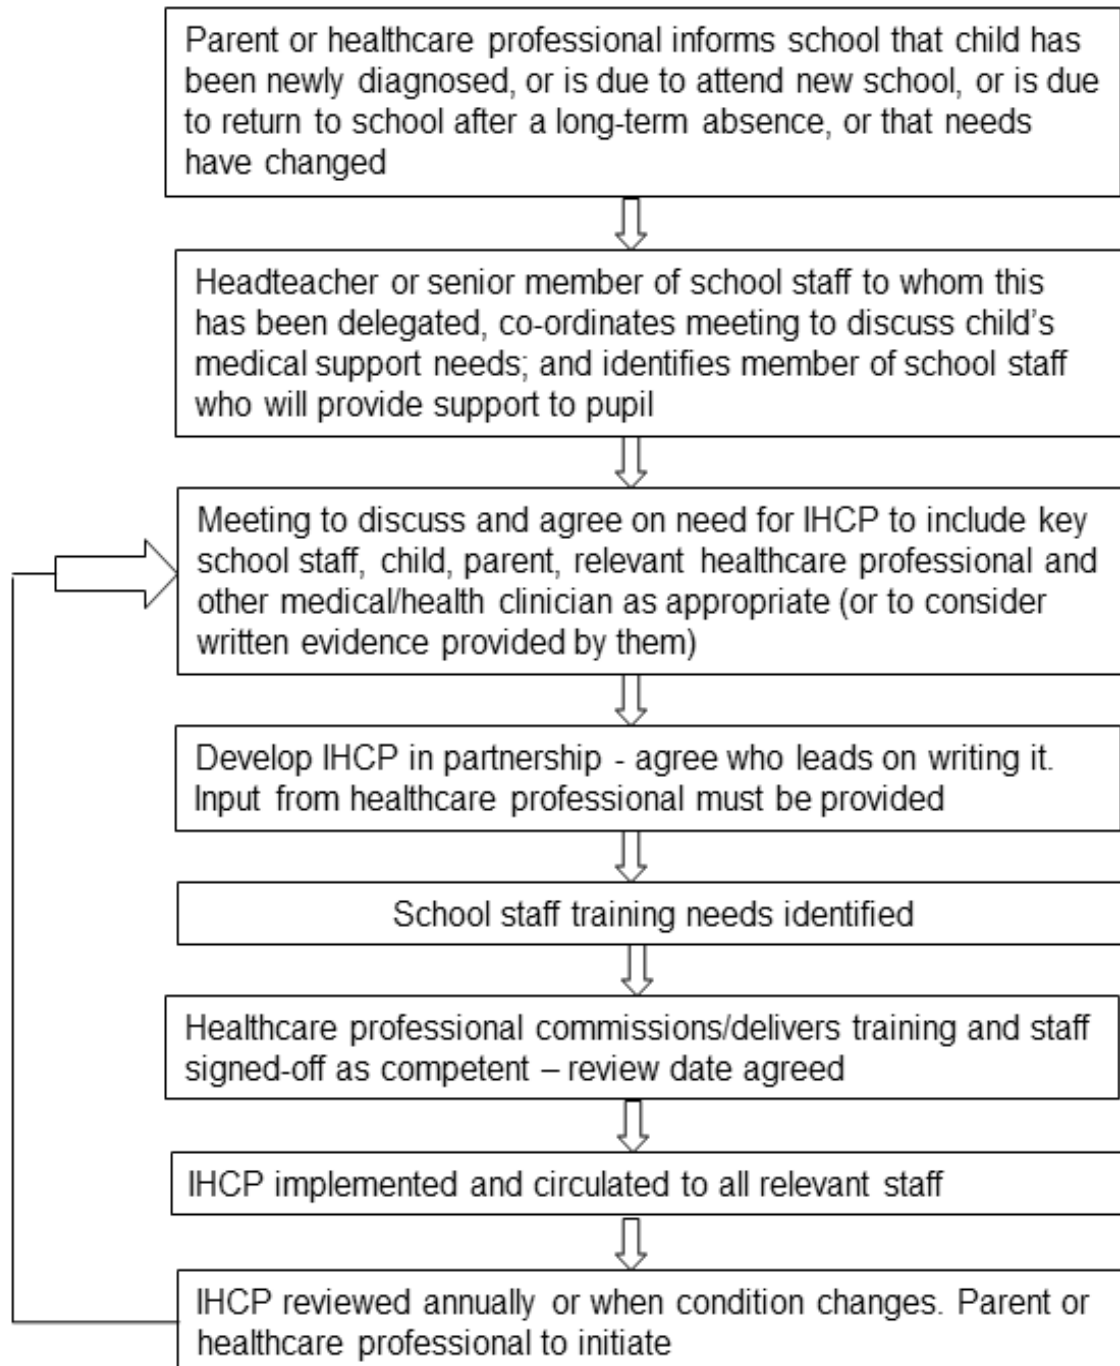 Parent or healthcare professional informs school that child has
been newly diagnosed, or is due to attend new school, or is due
to return to school after a long-term absence, or that needs
have changed
Headteacher or senior member of school staff to whom this
has been delegated, co-ordinates meeting to discuss child's
medical support needs; and identifies member of school staff
who will provide support to pupil
Meeting to discuss and agree on need for IHCP to include key
school staff, child, parent, relevant healthcare professional and
other medical/health clinician as appropriate (or to consider
written evidence provided by them)
Develop IHCP in partnership - agree who leads on writing it.
Input from healthcare professional must be provided
School staff training needs identified
Healthcare professional commissions/delivers training and staff
signed-off as competent – review date agreed
IHCP implemented and circulated to all relevant staff
IHCP reviewed annually or when condition changes. Parent or
healthcare professional to initiate